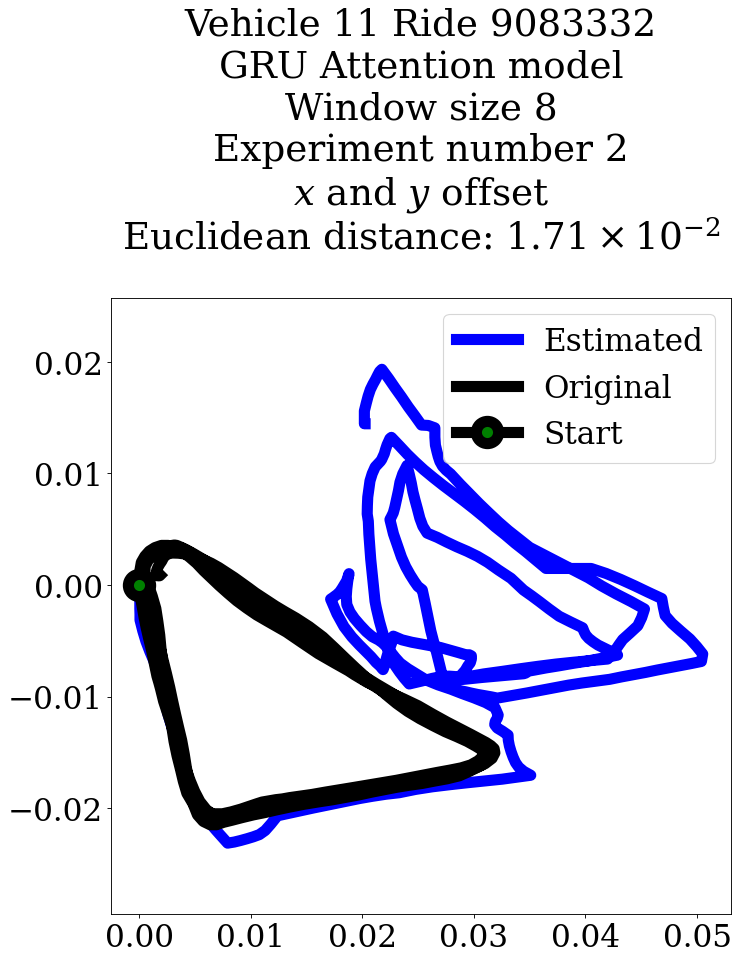 Vehicle 11 Ride 9083332
GRU Attention model
Window size 8
Experiment number 2
x and y offset
Euclidean distance: 1.71 × 10⁻²
Estimated
Original
Start
0.02
0.01
0.00
−0.01
−0.02
0.00 0.01 0.02 0.03 0.04 0.05